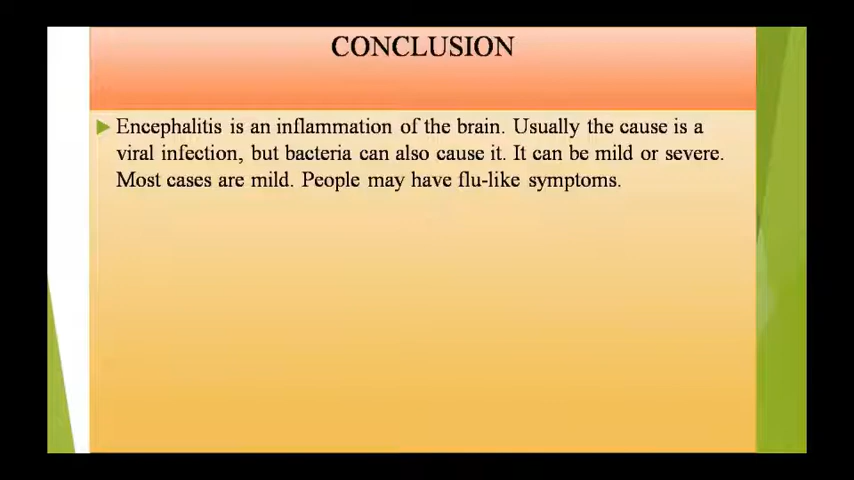 CONCLUSION
Encephalitis is an inflammation of the brain. Usually the cause is a
viral infection, but bacteria can also cause it. It can be mild or severe.
Most cases are mild. People may have flu-like symptoms.